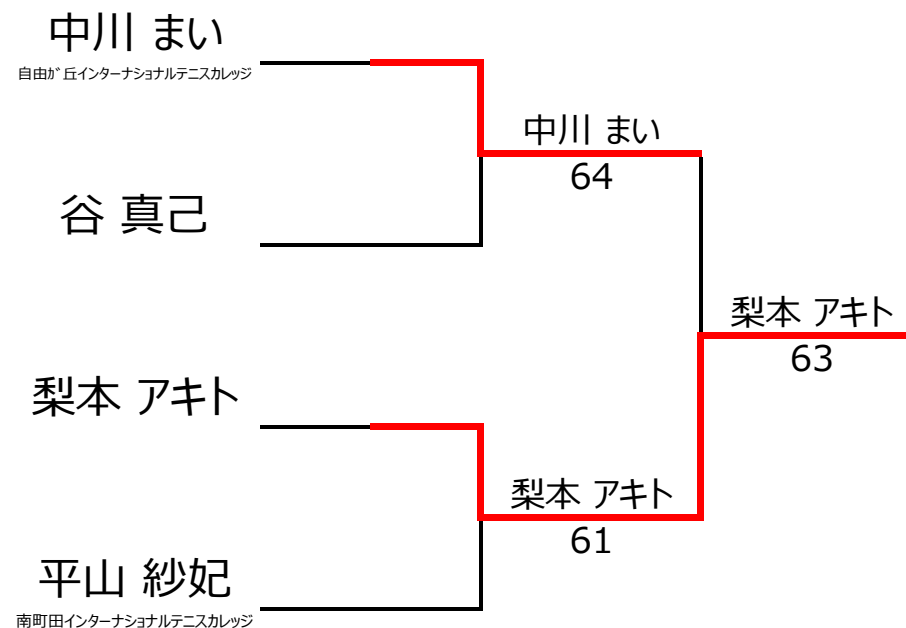 中川 まい
自由が丘インターナショナルテニスカレッジ
中川 まい
64
谷 真己
梨本 アキト
63
梨本 アキト
梨本 アキト
61
平山 紗妃
南町田インターナショナルテニスカレッジ